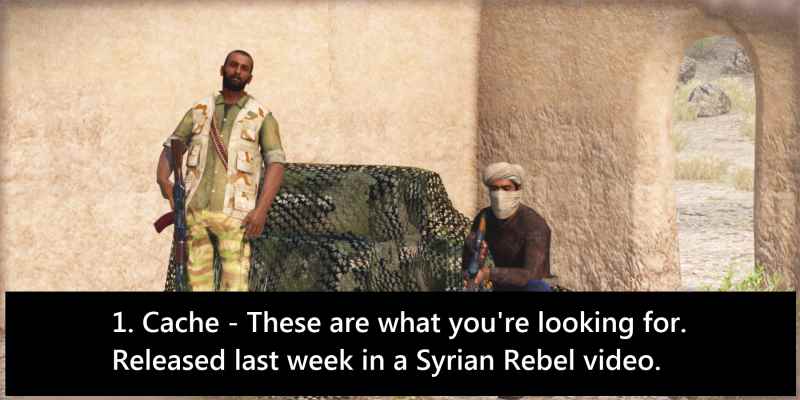 1. Cache - These are what you're looking for.
Released last week in a Syrian Rebel video.